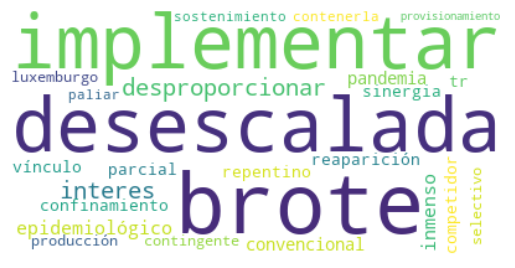 sostenimiento contenerla provisionamiento
implementar
luxemburgo desproporcionar pandemia tr
paliar sinergia
desescalada
vínculo parcial reaparición
interes repentino
confinamiento brote
epidemiológico inmenso competidor selectivo
producción contingente convencional